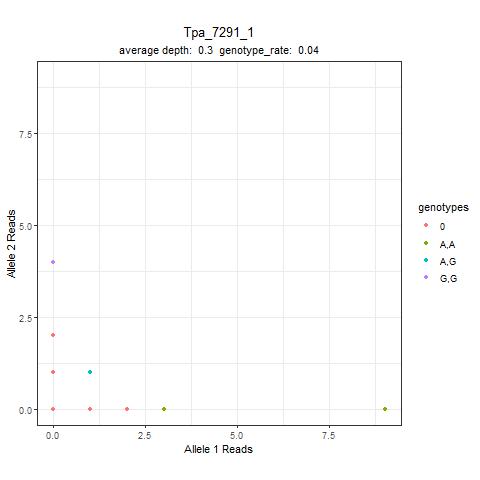 Tpa_7291_1
average depth:  0.3  genotype_rate:  0.04
7.5
5.0
2.5
0.0
Allele 2 Reads
0.0 2.5 5.0 7.5
Allele 1 Reads
genotypes
0
A,A
A,G
G,G